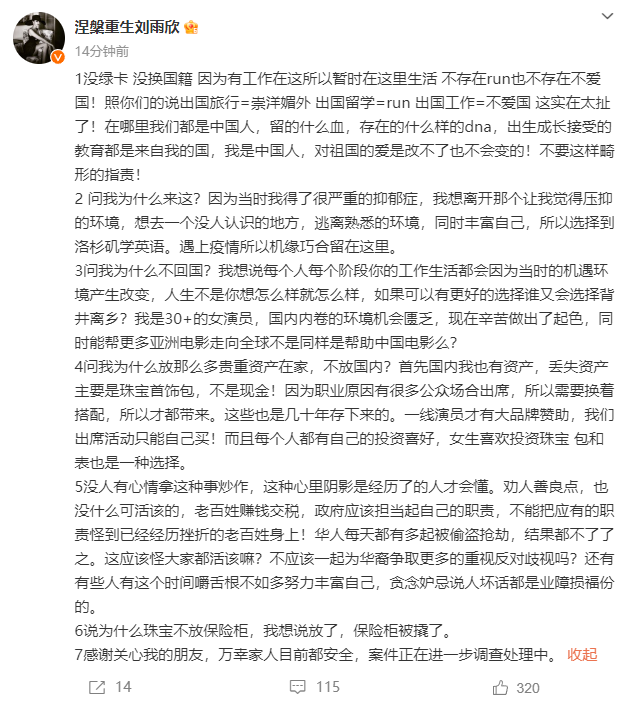 涅槃重生刘雨欣
14分钟前
1没绿卡 没换国籍 因为有工作在这所以暂时在这里生活 不存在run也不存在不爱
国！照你们的说出国旅行=崇洋媚外 出国留学=run 出国工作=不爱国 这实在太扯
了！在哪里我们都是中国人，留的什么血，存在的什么样的dna，出生成长接受的
教育都是来自我的国，我是中国人，对祖国的爱是改不了也不会变的！不要这样畸
形的指责！
2 问我为什么来这？因为当时我得了很严重的抑郁症，我想离开那个让我觉得压抑
的环境，想去一个没人认识的地方，逃离熟悉的环境，同时丰富自己，所以选择到
洛杉矶学英语。遇上疫情所以机缘巧合留在这里。
3问我为什么不回国？我想说每个人每个阶段你的工作生活都会因为当时的机遇环
境产生改变，人生不是你想怎么样就怎么样，如果可以有更好的选择谁又会选择背
井离乡？我是30+的女演员，国内内卷的环境机会匮乏，现在辛苦做出了起色，同
时能帮更多亚洲电影走向全球不是同样是帮助中国电影么？
4问我为什么放那么多贵重资产在家，不放国内？首先国内我也有资产，丢失资产
主要是珠宝首饰包，不是现金！因为职业原因有很多公众场合出席，所以需要换着
搭配，所以才都带来。这些也是几十年存下来的。一线演员才有大品牌赞助，我们
出席活动只能自己买！而且每个人都有自己的投资喜好，女生喜欢投资珠宝 包和
表也是一种选择。
5没人有心情拿这种事炒作，这种心里阴影是经历了的人才会懂。劝人善良点，也
没什么可活该的，老百姓赚钱交税，政府应该担当起自己的职责，不能把应有的职
责怪到已经经历挫折的老百姓身上！华人每天都有多起被偷盗抢劫，结果都不了了
之。这应该怪大家都活该嘛？不应该一起为华裔争取更多的重视反对歧视吗？还有
有些人有这个时间嚼舌根不如多努力丰富自己，贪念妒忌说人坏话都是业障损福份
的。
6说为什么珠宝不放保险柜，我想说放了，保险柜被撬了。
7感谢关心我的朋友，万幸家人目前都安全，案件正在进一步调查处理中。 收起
14 115 320